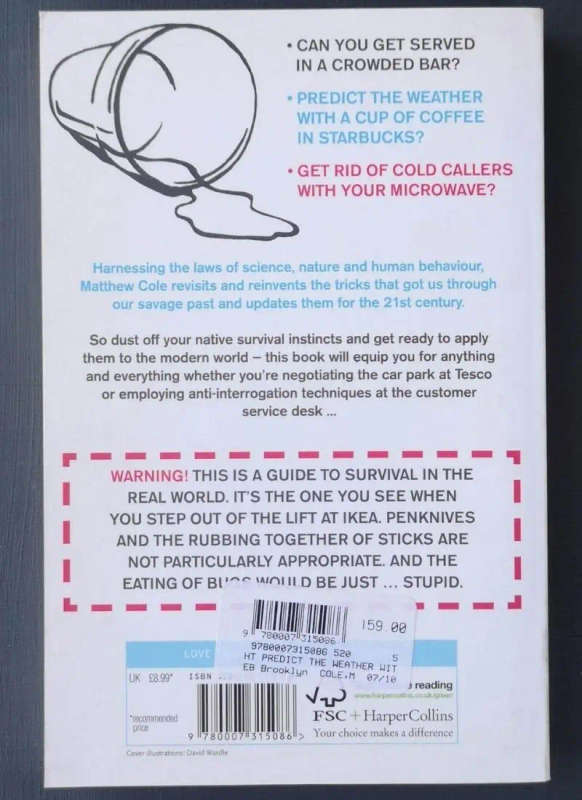 • CAN YOU GET SERVED
IN A CROWDED BAR?
• PREDICT THE WEATHER
WITH A CUP OF COFFEE
IN STARBUCKS?
• GET RID OF COLD CALLERS
WITH YOUR MICROWAVE?
Harnessing the laws of science, nature and human behaviour,
Matthew Cole revisits and reinvents the tricks that got us through
our savage past and updates them for the 21st century.
So dust off your native survival instincts and get ready to apply
them to the modern world – this book will equip you for anything
and everything whether you're negotiating the car park at Tesco
or employing anti-interrogation techniques at the customer
service desk ...
WARNING! THIS IS A GUIDE TO SURVIVAL IN THE
REAL WORLD. IT'S THE ONE YOU SEE WHEN
YOU STEP OUT OF THE LIFT AT IKEA. PENKNIVES
AND THE RUBBING TOGETHER OF STICKS ARE
NOT PARTICULARLY APPROPRIATE. AND THE
EATING OF BUGS WOULD BE JUST ... STUPID.
159.00
9 780007 315086
9780007315086 520 S
HT PREDICT THE WEATHER WIT
EB Brooklyn COLE,M 07/10
LOVE
UK £8.99*
ISBN
reading
www.harpercollins.co.uk/green
*recommended
price
FSC + HarperCollins
Your choice makes a difference
9 780007 315086 >
Cover illustrations: David Wardle